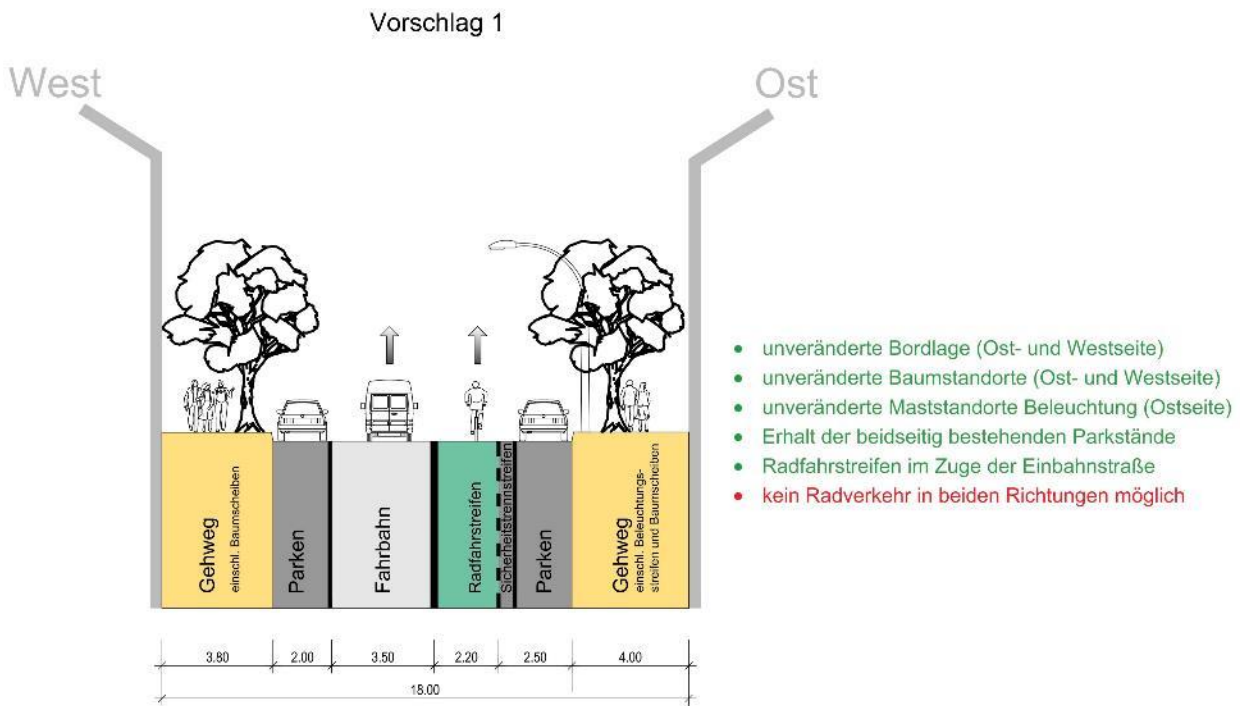 Vorschlag 1
West
Ost
• unveränderte Bordlage (Ost- und Westseite)
• unveränderte Baumstandorte (Ost- und Westseite)
• unveränderte Maststandorte Beleuchtung (Ostseite)
• Erhalt der beidseitig bestehenden Parkstände
• Radfahrstreifen im Zuge der Einbahnstraße
• kein Radverkehr in beiden Richtungen möglich
Gehweg
einschl. Baumscheiben
Parken
Fahrbahn
Radfahrstreifen
Sicherheitstrennstreifen
Parken
Gehweg
einschl. Beleuchtungs-
streifen und Baumscheiben
3.80
2.00
3.50
2.20
2.50
4.00
18.00